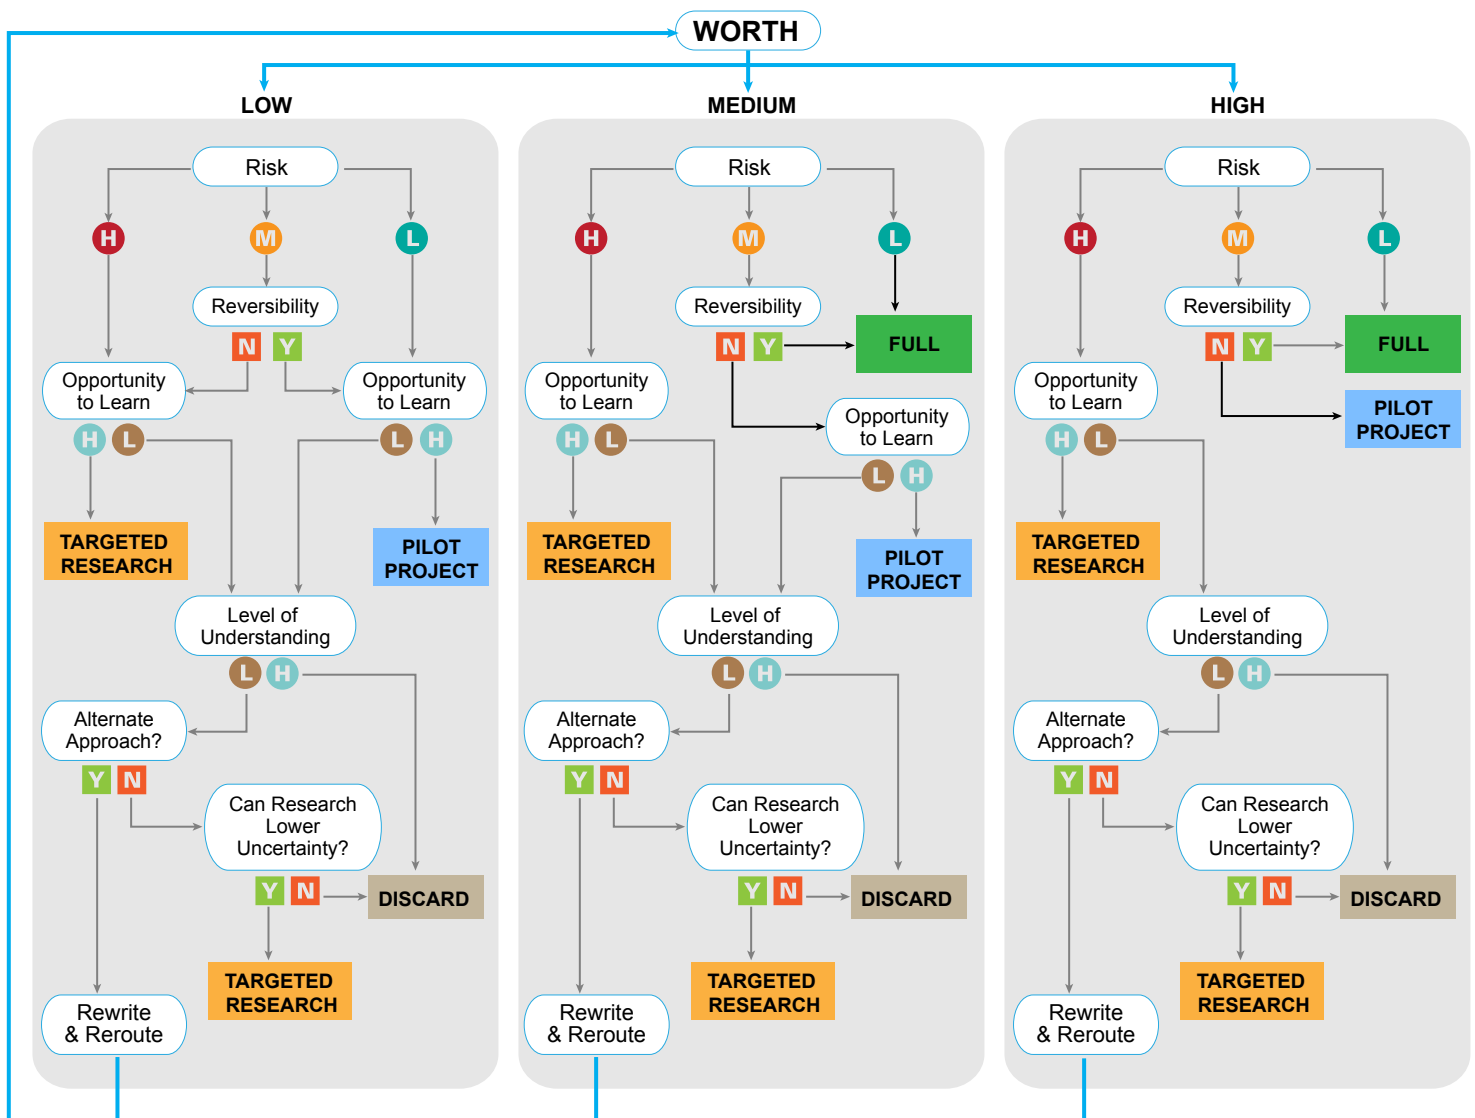 WORTH
LOW
Risk
H
M
L
Reversibility
N Y
Opportunity
to Learn
Opportunity
to Learn
H L
L H
TARGETED
RESEARCH
PILOT
PROJECT
Level of
Understanding
L H
Alternate
Approach?
Y N
Can Research
Lower
Uncertainty?
Y N
DISCARD
TARGETED
RESEARCH
Rewrite
& Reroute
MEDIUM
Risk
H
M
L
Reversibility
N Y
FULL
Opportunity
to Learn
H L
Opportunity
to Learn
L H
TARGETED
RESEARCH
PILOT
PROJECT
Level of
Understanding
L H
Alternate
Approach?
Y N
Can Research
Lower
Uncertainty?
Y N
DISCARD
TARGETED
RESEARCH
Rewrite
& Reroute
HIGH
Risk
H
M
L
Reversibility
N Y
FULL
PILOT
PROJECT
Opportunity
to Learn
H L
TARGETED
RESEARCH
Level of
Understanding
L H
Alternate
Approach?
Y N
Can Research
Lower
Uncertainty?
Y N
DISCARD
TARGETED
RESEARCH
Rewrite
& Reroute